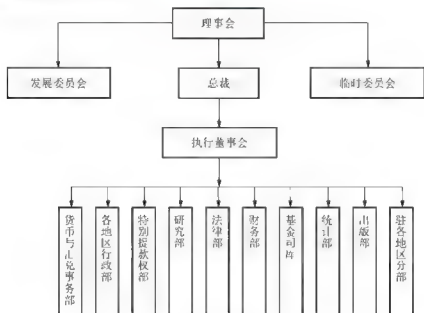 理事会
发展委员会
总裁
临时委员会
执行董事会
货币与汇兑事务部
各地区行政部
特别提款权部
研究部
法律部
财务部
基金司库
统计部
出版部
驻各地区分部